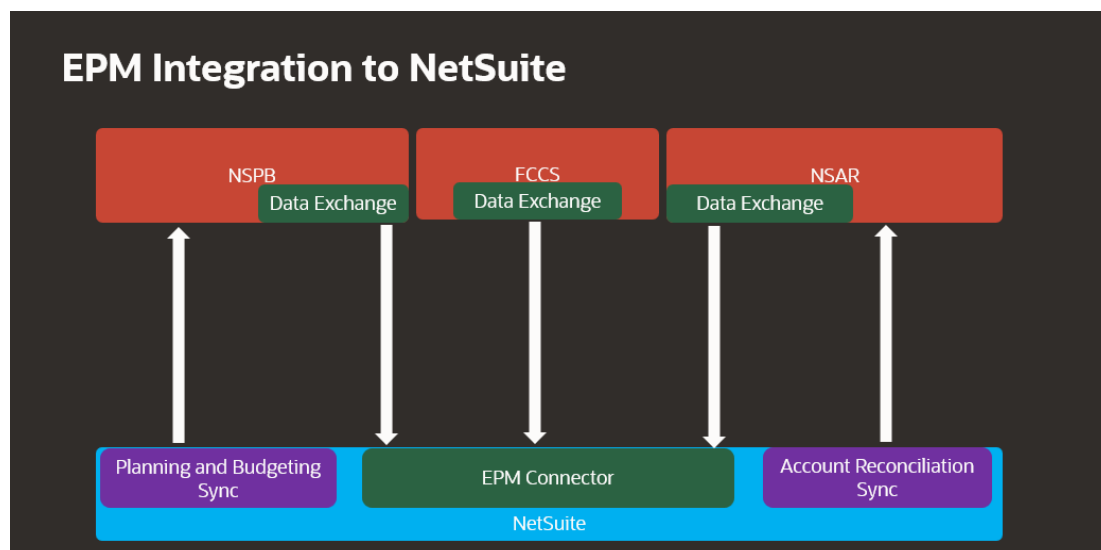 EPM Integration to NetSuite
NSPB
FCCS
NSAR
Data Exchange
Data Exchange
Data Exchange
Planning and Budgeting
Sync
EPM Connector
Account Reconciliation
Sync
NetSuite